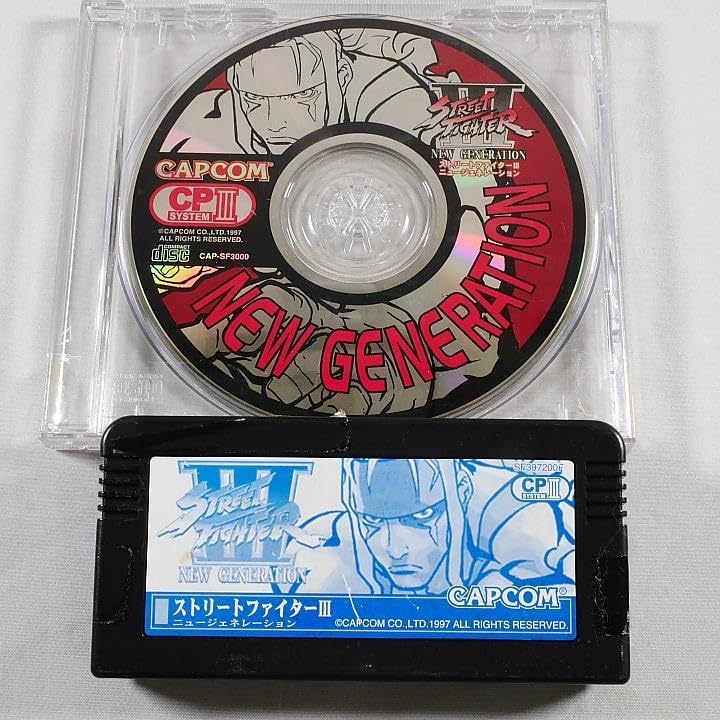 III
STREET
FIGHTER
NEW GENERATION
ストリートファイターIII
ニュージェネレーション
CAPCOM
CP III
SYSTEM
©CAPCOM CO.,LTD.1997
ALL RIGHTS RESERVED.
COMPACT
disc
CAP-SF3000
NEW GENERATION
SF397200F
CP III
SYSTEM
III
STREET
FIGHTER
NEW GENERATION
CAPCOM
ストリートファイターIII
ニュージェネレーション
©CAPCOM CO.,LTD.1997 ALL RIGHTS RESERVED.